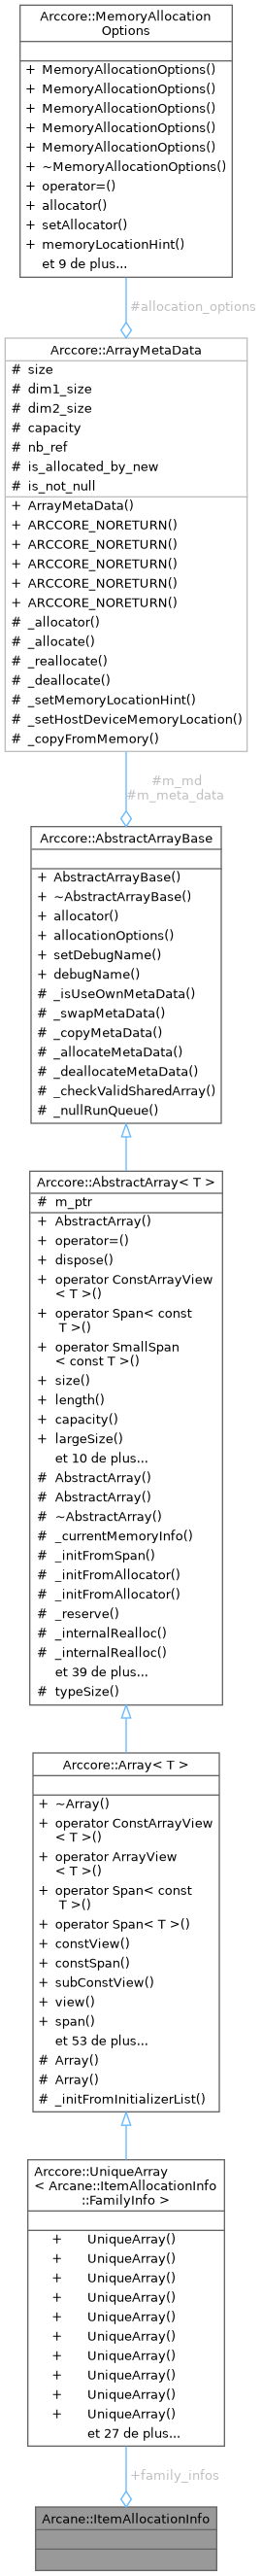 Arccore::MemoryAllocation
Options
+ MemoryAllocationOptions()
+ MemoryAllocationOptions()
+ MemoryAllocationOptions()
+ MemoryAllocationOptions()
+ MemoryAllocationOptions()
+ ~MemoryAllocationOptions()
+ operator=()
+ allocator()
+ setAllocator()
+ memoryLocationHint()
et 9 de plus...
#allocation_options
Arccore::ArrayMetaData
# size
# dim1_size
# dim2_size
# capacity
# nb_ref
# is_allocated_by_new
# is_not_null
+ ArrayMetaData()
+ ARCCORE_NORETURN()
+ ARCCORE_NORETURN()
+ ARCCORE_NORETURN()
+ ARCCORE_NORETURN()
+ ARCCORE_NORETURN()
# _allocator()
# _allocate()
# _reallocate()
# _deallocate()
# _setMemoryLocationHint()
# _setHostDeviceMemoryLocation()
# _copyFromMemory()
#m_md
#m_meta_data
Arccore::AbstractArrayBase
+ AbstractArrayBase()
+ ~AbstractArrayBase()
+ allocator()
+ allocationOptions()
+ setDebugName()
+ debugName()
# _isUseOwnMetaData()
# _swapMetaData()
# _copyMetaData()
# _allocateMetaData()
# _deallocateMetaData()
# _checkValidSharedArray()
# _nullRunQueue()
Arccore::AbstractArray< T >
# m_ptr
+ AbstractArray()
+ operator=()
+ dispose()
+ operator ConstArrayView
< T >()
+ operator Span< const
T >()
+ operator SmallSpan
< const T >()
+ size()
+ length()
+ capacity()
+ largeSize()
et 10 de plus...
# AbstractArray()
# AbstractArray()
# ~AbstractArray()
# _currentMemoryInfo()
# _initFromSpan()
# _initFromAllocator()
# _initFromAllocator()
# _reserve()
# _internalRealloc()
# _internalRealloc()
et 39 de plus...
# typeSize()
Arccore::Array< T >
+ ~Array()
+ operator ConstArrayView
< T >()
+ operator ArrayView
< T >()
+ operator Span< const
T >()
+ operator Span< T >()
+ constView()
+ constSpan()
+ subConstView()
+ view()
+ span()
et 53 de plus...
# Array()
# Array()
# _initFromInitializerList()
Arccore::UniqueArray
< Arcane::ItemAllocationInfo
::FamilyInfo >
+ UniqueArray()
+ UniqueArray()
+ UniqueArray()
+ UniqueArray()
+ UniqueArray()
+ UniqueArray()
+ UniqueArray()
+ UniqueArray()
+ UniqueArray()
+ UniqueArray()
et 27 de plus...
+family_infos
Arcane::ItemAllocationInfo